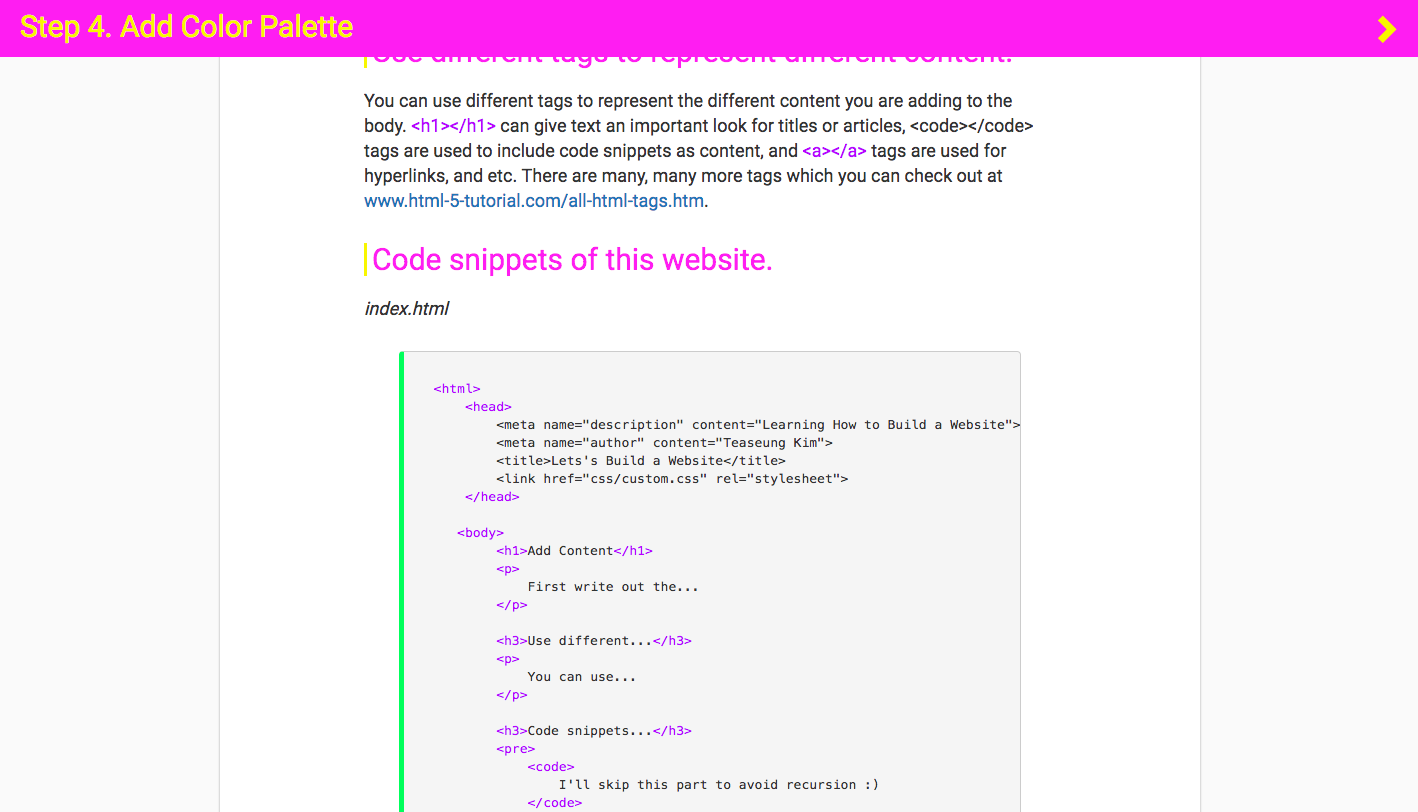 Step 4. Add Color Palette
Use different tags to represent different content.
You can use different tags to represent the different content you are adding to the
body. <h1></h1> can give text an important look for titles or articles, <code></code>
tags are used to include code snippets as content, and <a></a> tags are used for
hyperlinks, and etc. There are many, many more tags which you can check out at
www.html-5-tutorial.com/all-html-tags.htm.
Code snippets of this website.
index.html
<html>
<head>
<meta name="description" content="Learning How to Build a Website">
<meta name="author" content="Teaseung Kim">
<title>Lets's Build a Website</title>
<link href="css/custom.css" rel="stylesheet">
</head>
<body>
<h1>Add Content</h1>
<p>
First write out the...
</p>
<h3>Use different...</h3>
<p>
You can use...
</p>
<h3>Code snippets...</h3>
<pre>
<code>
I'll skip this part to avoid recursion :)
</code>